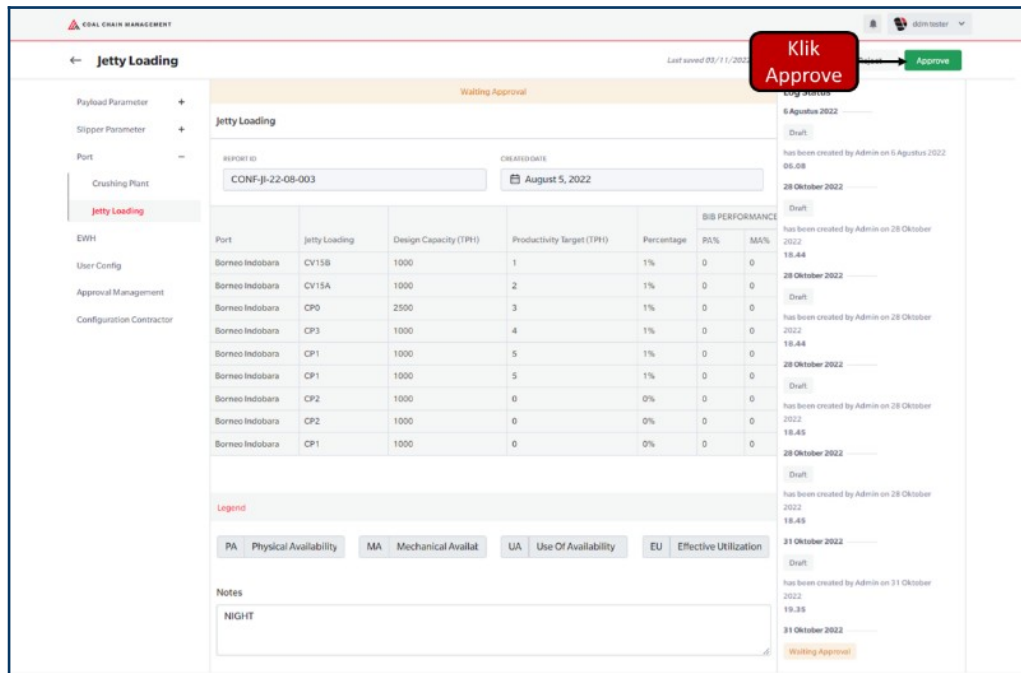 COAL CHAIN MANAGEMENT
ddm tester
← Jetty Loading
Last saved 03/11/2022
Klik
Approve
Reject
Approve
Payload Parameter +
Slipper Parameter +
Port −
Crushing Plant
Jetty Loading
EWH
User Config
Approval Management
Configuration Contractor
Waiting Approval
Jetty Loading
REPORT ID CREATED DATE
CONF-JI-22-08-003 August 5, 2022
BIB PERFORMANCE
Port Jetty Loading Design Capacity (TPH) Productivity Target (TPH) Percentage PA% MA%
Borneo Indobara CV15B 1000 1 1% 0 0
Borneo Indobara CV15A 1000 2 1% 0 0
Borneo Indobara CP0 2500 3 1% 0 0
Borneo Indobara CP3 1000 4 1% 0 0
Borneo Indobara CP1 1000 5 1% 0 0
Borneo Indobara CP1 1000 5 1% 0 0
Borneo Indobara CP2 1000 0 0% 0 0
Borneo Indobara CP2 1000 0 0% 0 0
Borneo Indobara CP1 1000 0 0% 0 0
Legend
PA Physical Availability MA Mechanical Availat UA Use Of Availability EU Effective Utilization
Notes
NIGHT
Log Status
6 Agustus 2022
Draft
has been created by Admin on 6 Agustus 2022
06.08
28 Oktober 2022
Draft
has been created by Admin on 28 Oktober
2022
18.44
28 Oktober 2022
Draft
has been created by Admin on 28 Oktober
2022
18.44
28 Oktober 2022
Draft
has been created by Admin on 28 Oktober
2022
18.45
28 Oktober 2022
Draft
has been created by Admin on 28 Oktober
2022
18.45
31 Oktober 2022
Draft
has been created by Admin on 31 Oktober
2022
19.35
31 Oktober 2022
Waiting Approval